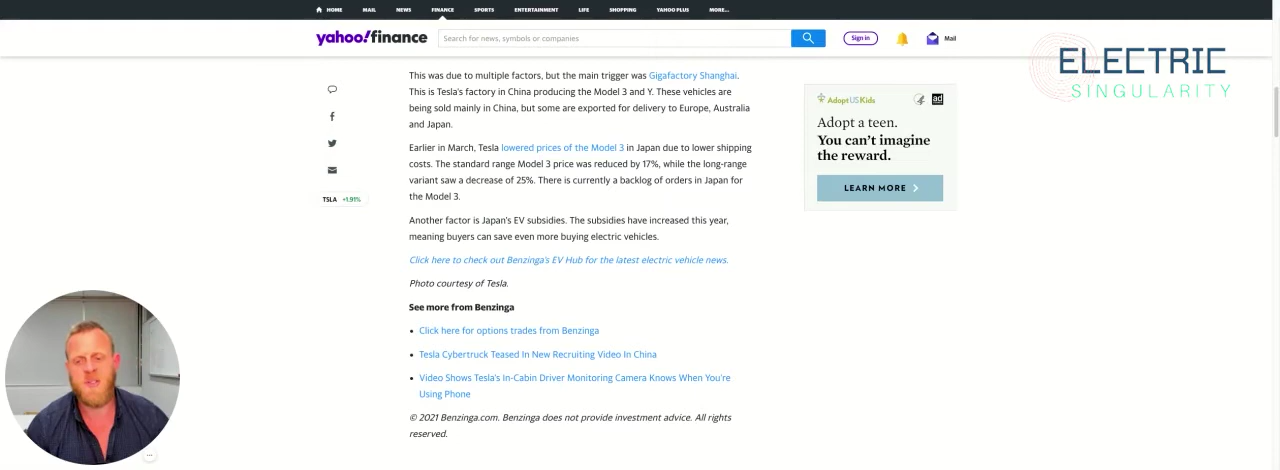 HOME MAIL NEWS FINANCE SPORTS ENTERTAINMENT LIFE SHOPPING YAHOO PLUS MORE...
yahoo!finance
Search for news, symbols or companies
Sign in
Mail
ELECTRIC
SINGULARITY
This was due to multiple factors, but the main trigger was Gigafactory Shanghai.
This is Tesla's factory in China producing the Model 3 and Y. These vehicles are
being sold mainly in China, but some are exported for delivery to Europe, Australia
and Japan.
Earlier in March, Tesla lowered prices of the Model 3 in Japan due to lower shipping
costs. The standard range Model 3 price was reduced by 17%, while the long-range
variant saw a decrease of 25%. There is currently a backlog of orders in Japan for
the Model 3.
TSLA +1.91%
Another factor is Japan's EV subsidies. The subsidies have increased this year,
meaning buyers can save even more buying electric vehicles.
Click here to check out Benzinga's EV Hub for the latest electric vehicle news.
Photo courtesy of Tesla.
See more from Benzinga
• Click here for options trades from Benzinga
• Tesla Cybertruck Teased In New Recruiting Video In China
• Video Shows Tesla's In-Cabin Driver Monitoring Camera Knows When You're
Using Phone
© 2021 Benzinga.com. Benzinga does not provide investment advice. All rights
reserved.
AdoptUSKids
ad
Adopt a teen.
You can't imagine
the reward.
LEARN MORE